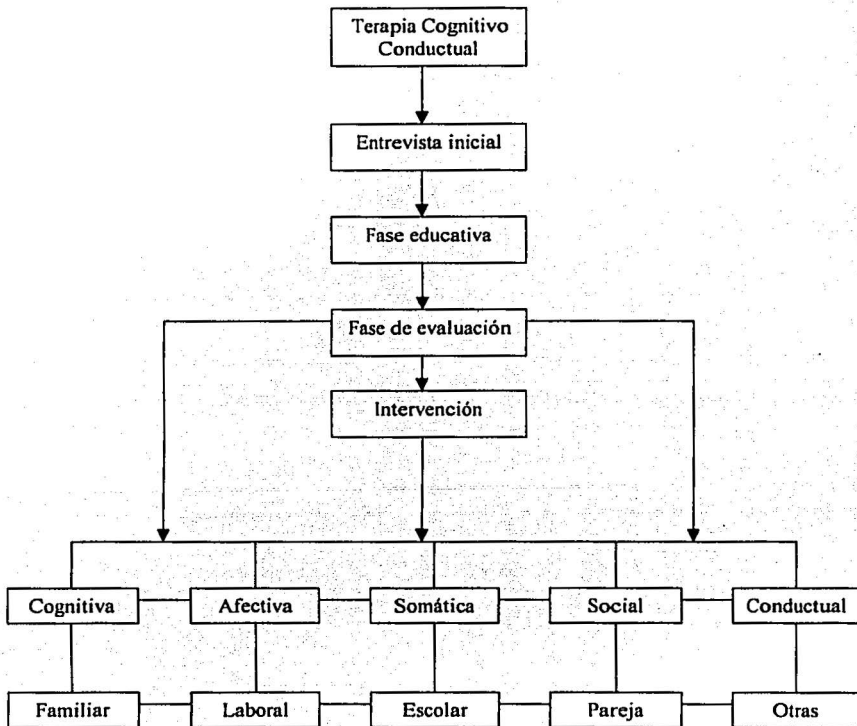 Terapia Cognitivo
Conductual
Entrevista inicial
Fase educativa
Fase de evaluación
Intervención
Cognitiva
Afectiva
Somática
Social
Conductual
Familiar
Laboral
Escolar
Pareja
Otras